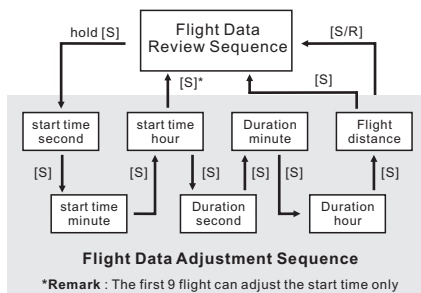 Flight Data
Review Sequence
hold [S]
[S/R]
[S]*
[S]
start time
second
start time
hour
Duration
minute
Flight
distance
[S]
[S]
[S]
[S]
[S]
[S]
start time
minute
Duration
second
Duration
hour
Flight Data Adjustment Sequence
*Remark : The first 9 flight can adjust the start time only